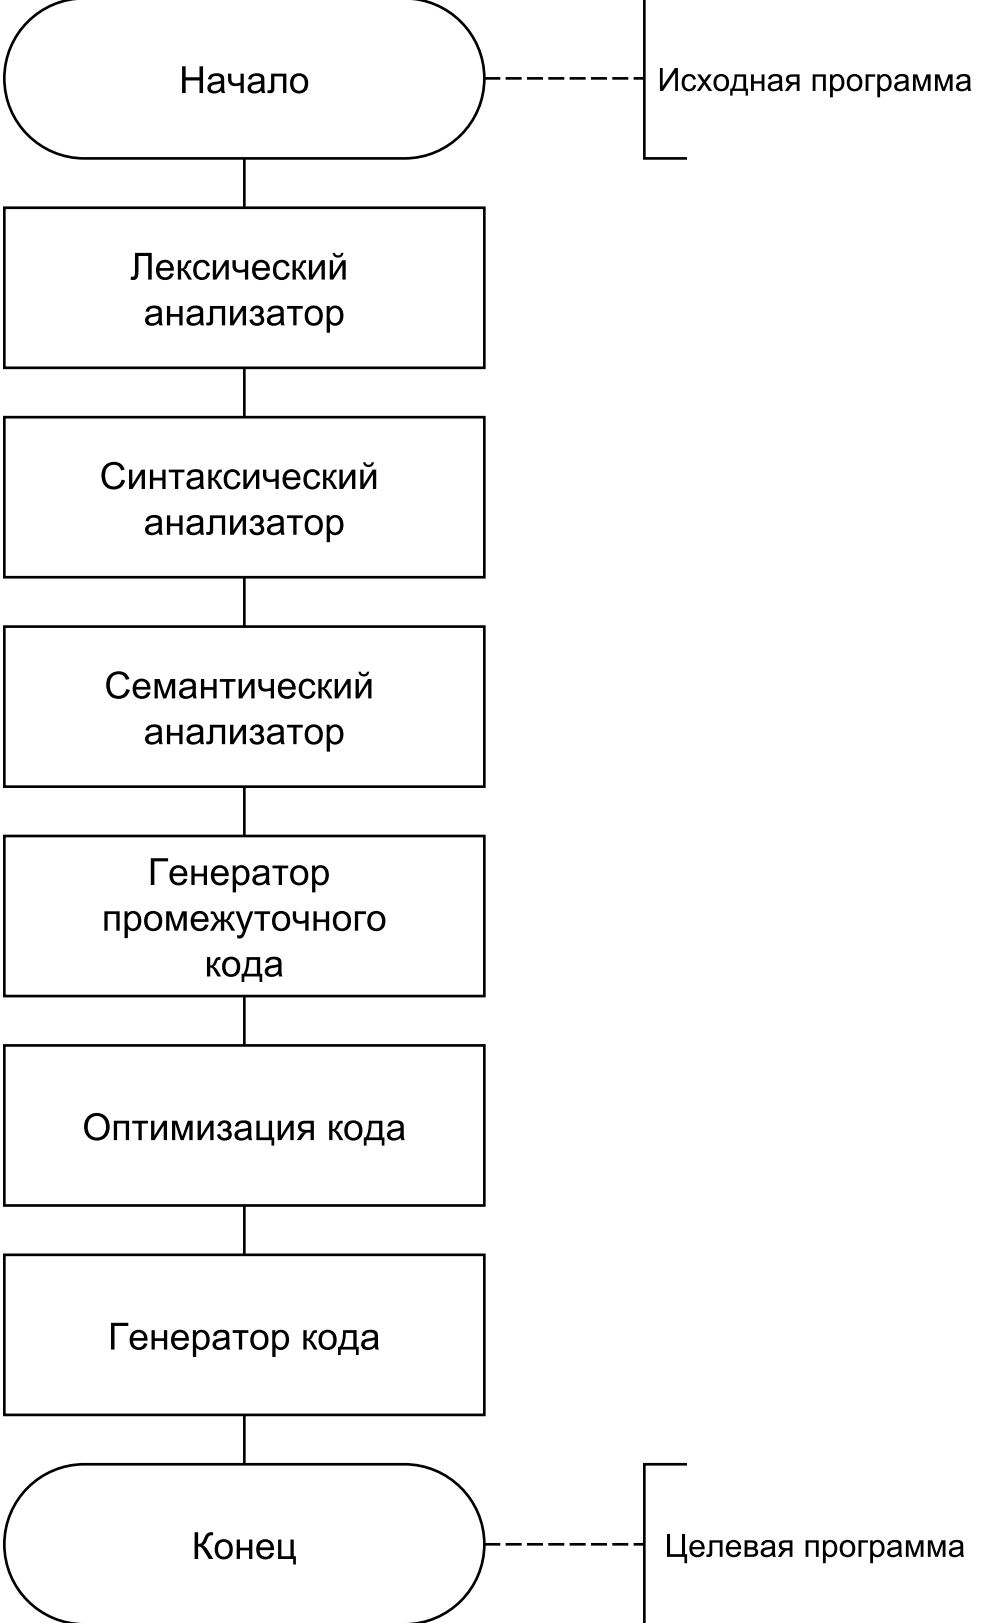 Начало
Исходная программа
Лексический
анализатор
Синтаксический
анализатор
Семантический
анализатор
Генератор
промежуточного
кода
Оптимизация кода
Генератор кода
Конец
Целевая программа